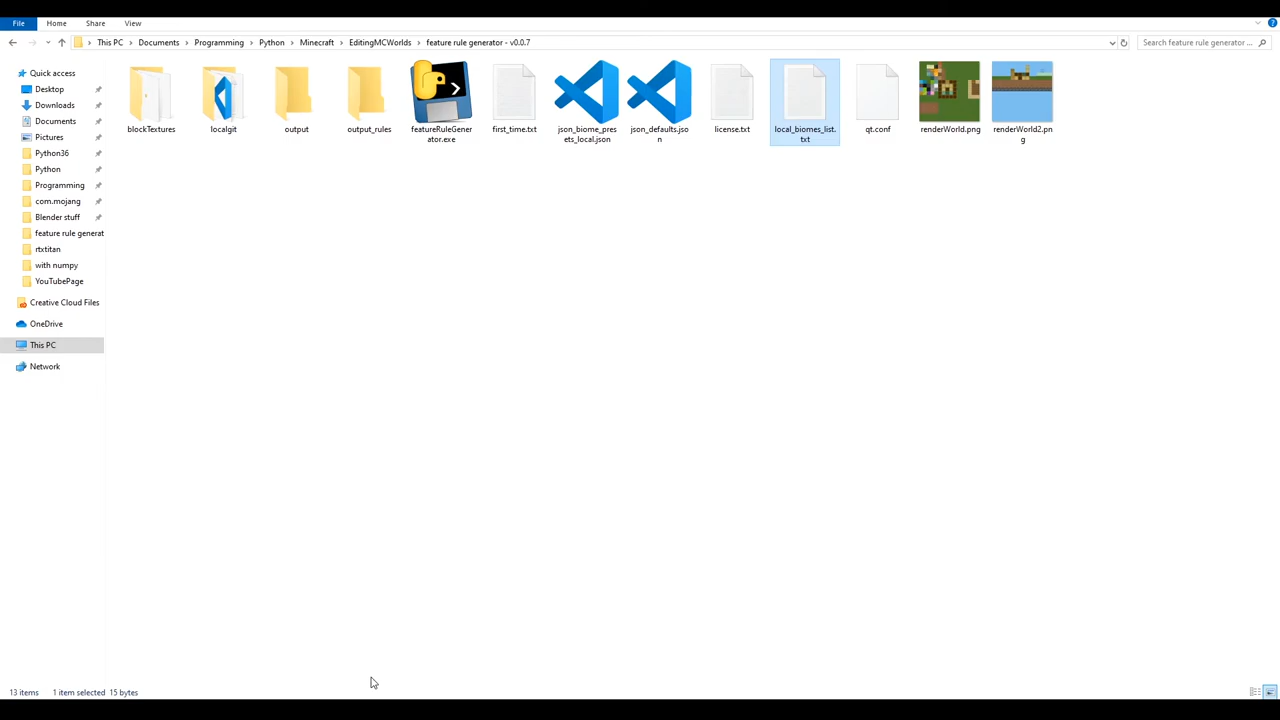 File Home Share View
This PC Documents Programming Python Minecraft EditingMCWorlds feature rule generator - v0.0.7
Search feature rule generator ...
Quick access
Desktop
Downloads
Documents
Pictures
Python36
Python
Programming
com.mojang
Blender stuff
feature rule generat
rtxtitan
with numpy
YouTubePage
Creative Cloud Files
OneDrive
This PC
Network
blockTextures
localgit
output
output_rules
featureRuleGener
ator.exe
first_time.txt
json_biome_pres
ets_local.json
json_defaults.jso
n
license.txt
local_biomes_list.
txt
qt.conf
renderWorld.png
renderWorld2.pn
g
13 items 1 item selected 15 bytes